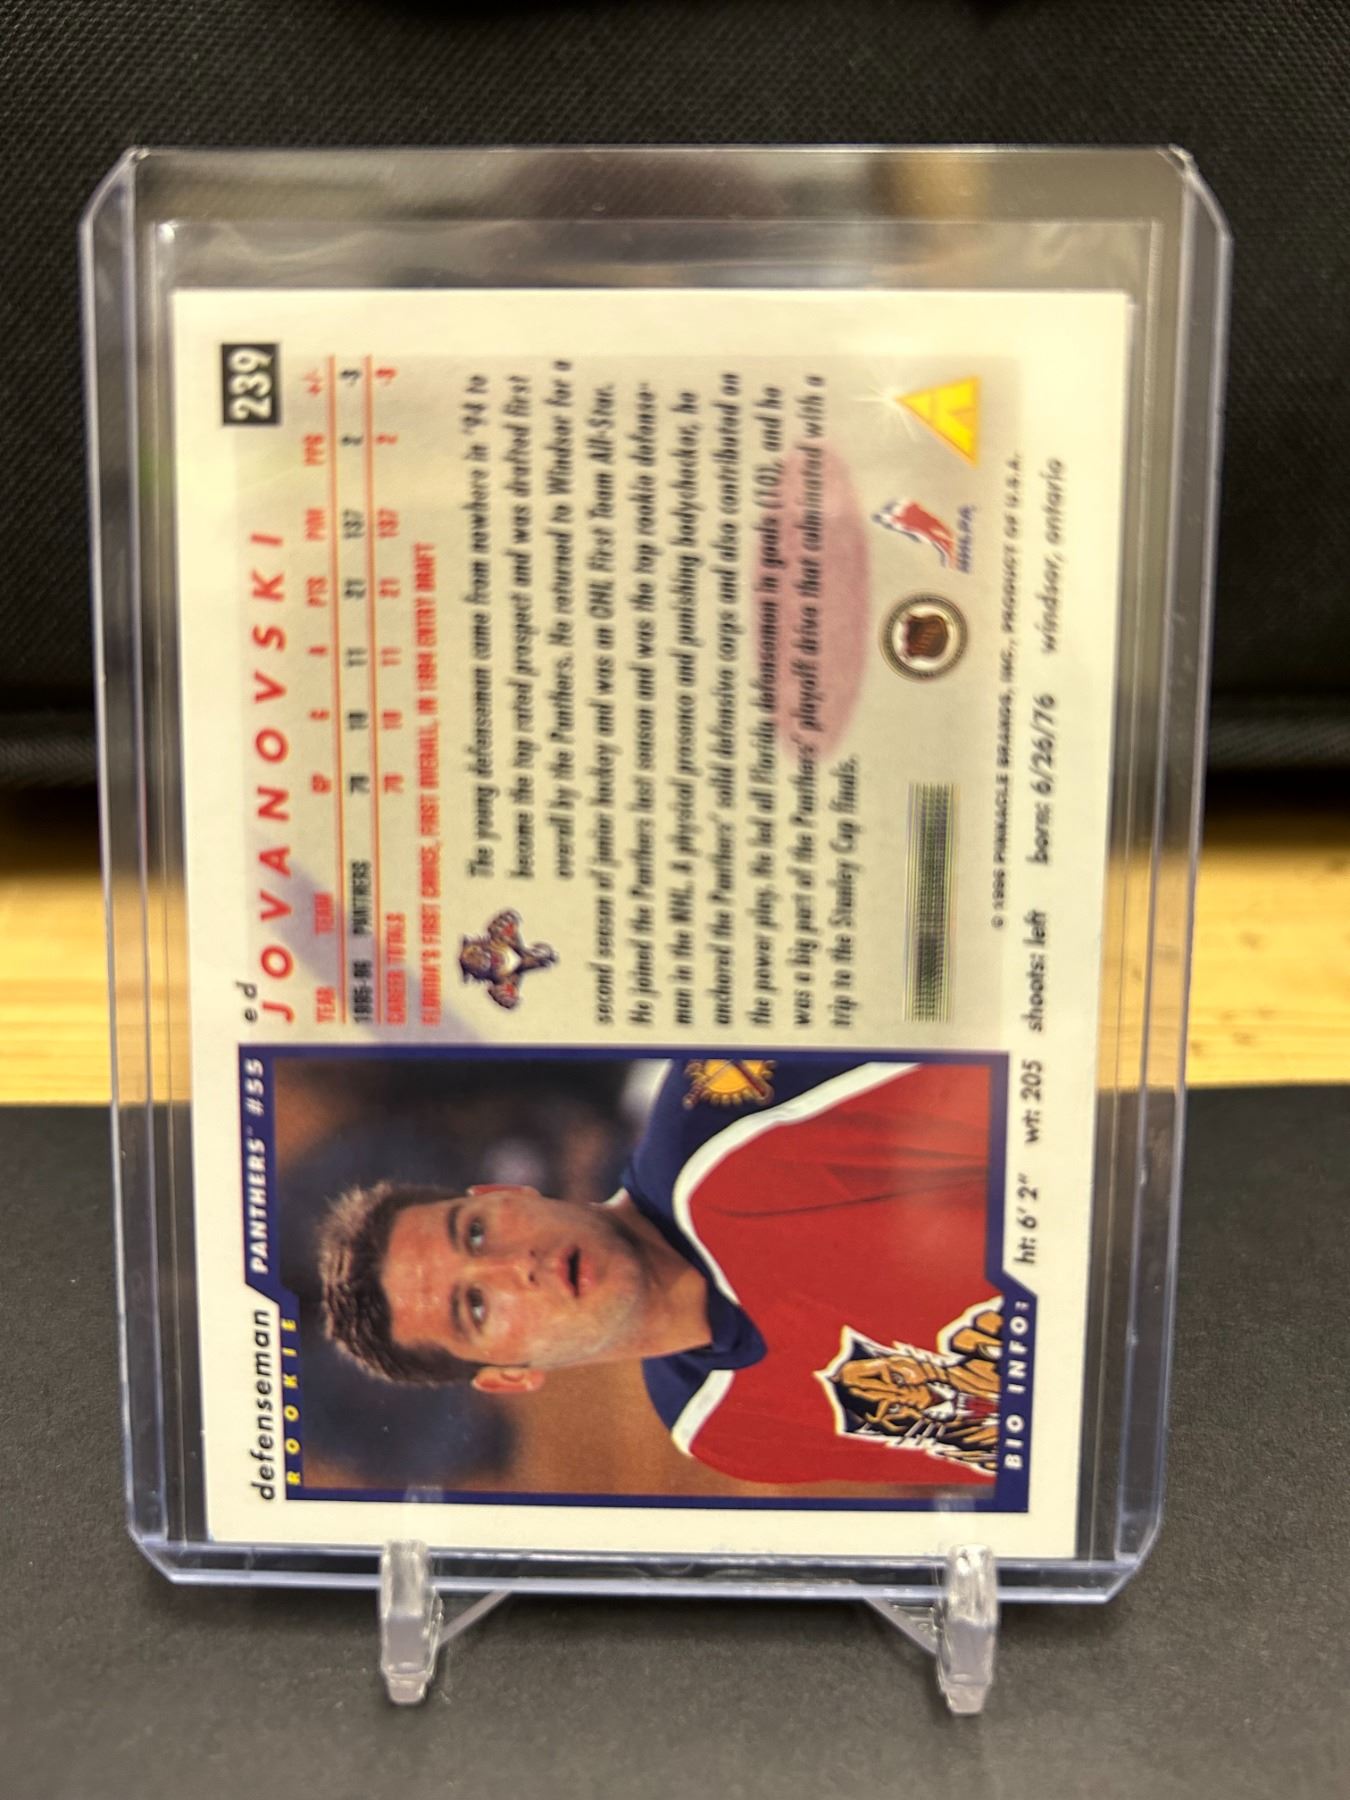 239
ed
JOVANOVSKI
YEAR TEAM GP G A PTS PIM PPG +/-
1995-96 PANTHERS 70 10 11 21 137 2 -3
CAREER TOTALS 70 10 11 21 137 2 -3
FLORIDA'S FIRST CHOICE, FIRST OVERALL, IN 1994 ENTRY DRAFT
The young defenseman came from nowhere in '94 to
become the top rated prospect and was drafted first
overall by the Panthers. He returned to Windsor for a
second season of junior hockey and was an OHL First Team All-Star.
He joined the Panthers last season and was the top rookie defense-
man in the NHL. A physical presence and punishing bodychecker, he
anchored the Panthers' solid defensive corps and also contributed on
the power play. He led all Florida defensemen in goals (10), and he
was a big part of the Panthers' playoff drive that culminated with a
trip to the Stanley Cup finals.
NHLPA
© 1996 PINNACLE BRANDS, INC., PRODUCT OF U.S.A.
defenseman PANTHERS™ #55
ROOKIE
BIO INFO: ht: 6' 2" wt: 205 shoots: left born: 6/26/76 windsor, ontario